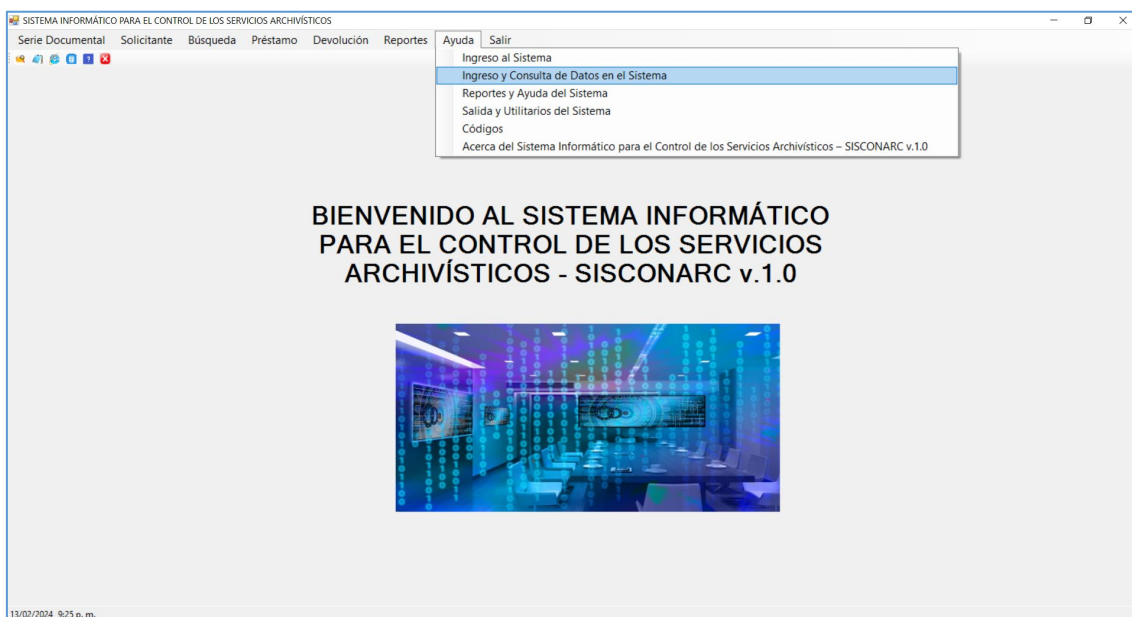 SISTEMA INFORMÁTICO PARA EL CONTROL DE LOS SERVICIOS ARCHIVÍSTICOS
Serie Documental Solicitante Búsqueda Préstamo Devolución Reportes Ayuda Salir
Ingreso al Sistema
Ingreso y Consulta de Datos en el Sistema
Reportes y Ayuda del Sistema
Salida y Utilitarios del Sistema
Códigos
Acerca del Sistema Informático para el Control de los Servicios Archivísticos – SISCONARC v.1.0
BIENVENIDO AL SISTEMA INFORMÁTICO
PARA EL CONTROL DE LOS SERVICIOS
ARCHIVÍSTICOS - SISCONARC v.1.0
13/02/2024 9:25 p. m.